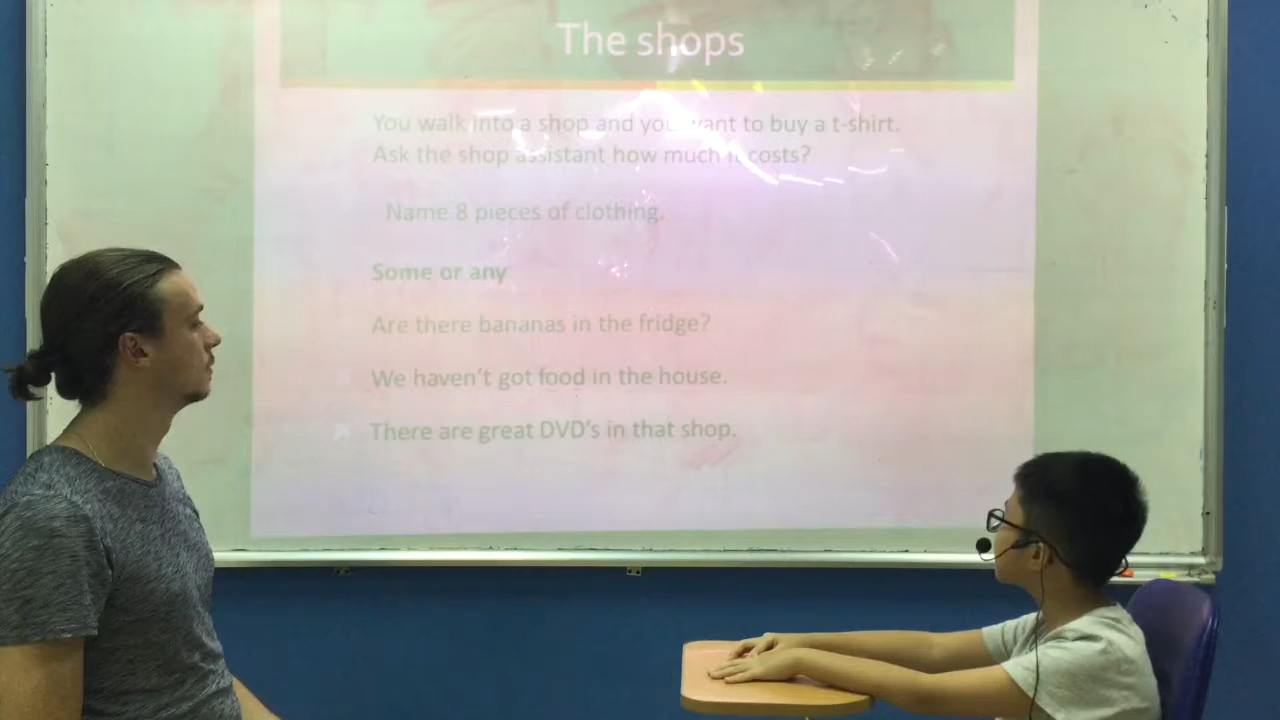 The shops
You walk into a shop and you want to buy a t-shirt.
Ask the shop assistant how much it costs?
Name 8 pieces of clothing.
Some or any
Are there bananas in the fridge?
We haven't got food in the house.
There are great DVD's in that shop.